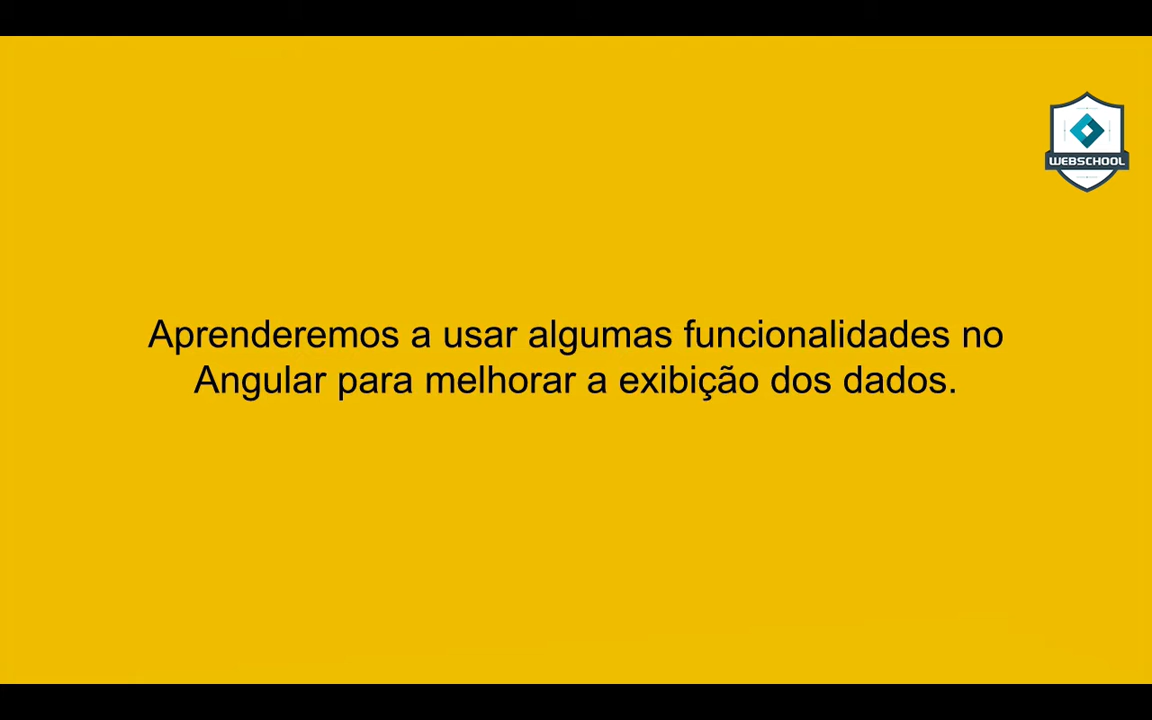 WEBSCHOOL
Aprenderemos a usar algumas funcionalidades no
Angular para melhorar a exibição dos dados.